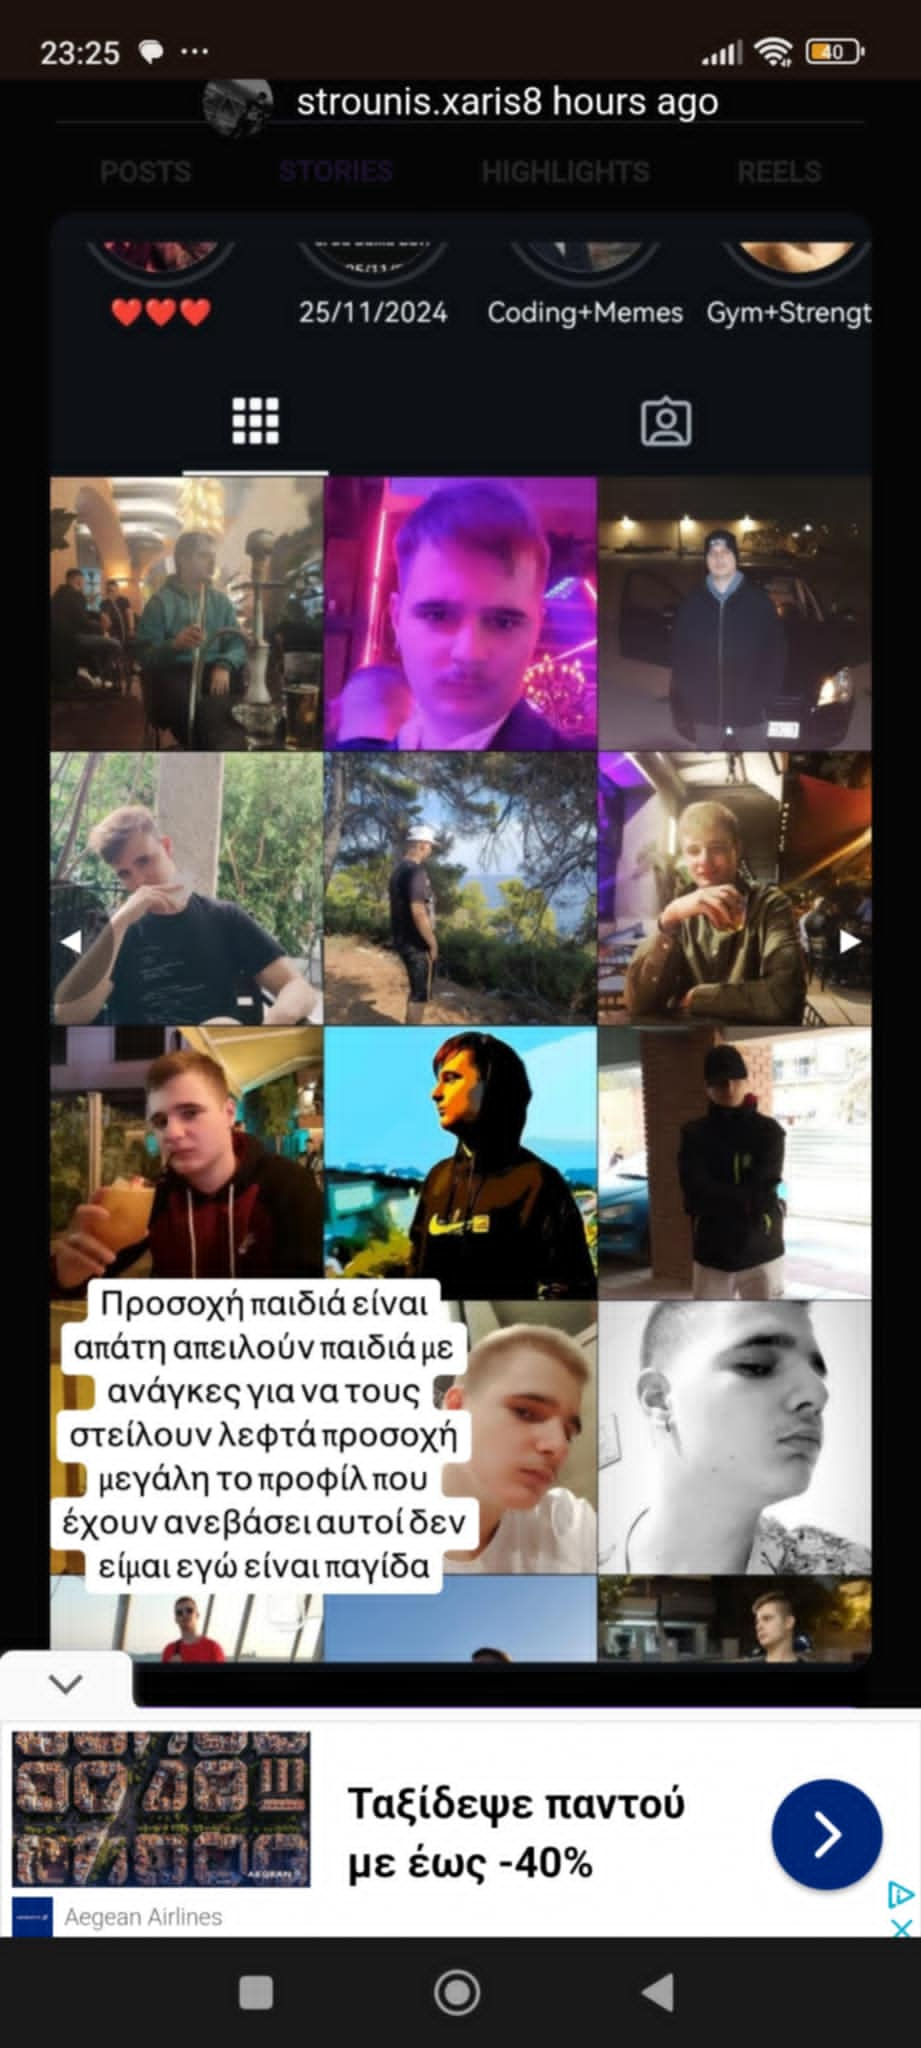 23:25
40
strounis.xaris8 hours ago
POSTS STORIES HIGHLIGHTS REELS
25/11/2024 Coding+Memes Gym+Strengt
Προσοχή παιδιά είναι
απάτη απειλούν παιδιά με
ανάγκες για να τους
στείλουν λεφτά προσοχή
μεγάλη το προφίλ που
έχουν ανεβάσει αυτοί δεν
είμαι εγώ είναι παγίδα
Ταξίδεψε παντού
με έως -40%
AEGEAN
Aegean Airlines